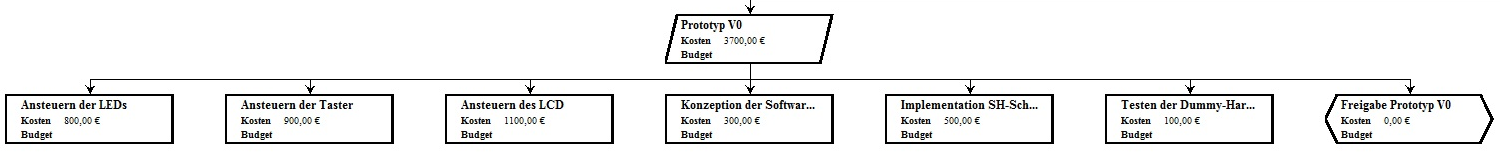 Prototyp V0
Kosten 3700,00 €
Budget
Ansteuern der LEDs
Kosten 800,00 €
Budget
Ansteuern der Taster
Kosten 900,00 €
Budget
Ansteuern des LCD
Kosten 1100,00 €
Budget
Konzeption der Softwar...
Kosten 300,00 €
Budget
Implementation SH-Sch...
Kosten 500,00 €
Budget
Testen der Dummy-Har...
Kosten 100,00 €
Budget
Freigabe Prototyp V0
Kosten 0,00 €
Budget